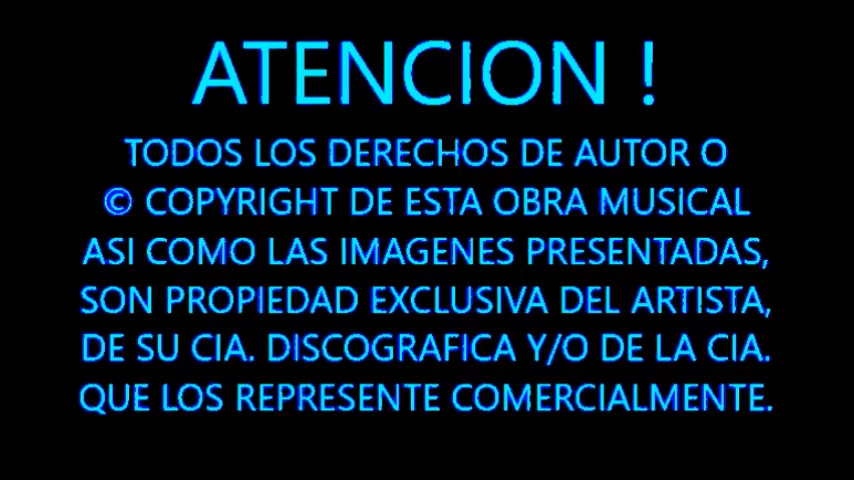 ATENCION !
TODOS LOS DERECHOS DE AUTOR O
© COPYRIGHT DE ESTA OBRA MUSICAL
ASI COMO LAS IMAGENES PRESENTADAS,
SON PROPIEDAD EXCLUSIVA DEL ARTISTA,
DE SU CIA. DISCOGRAFICA Y/O DE LA CIA.
QUE LOS REPRESENTE COMERCIALMENTE.